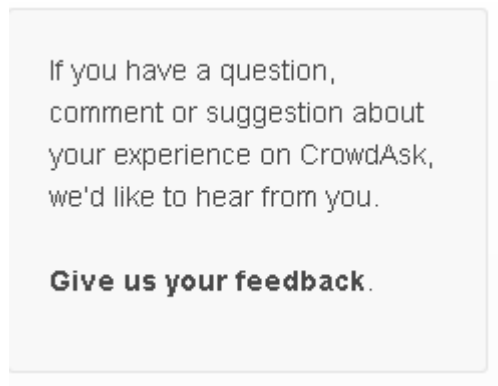 If you have a question,
comment or suggestion about
your experience on CrowdAsk,
we'd like to hear from you.
Give us your feedback.